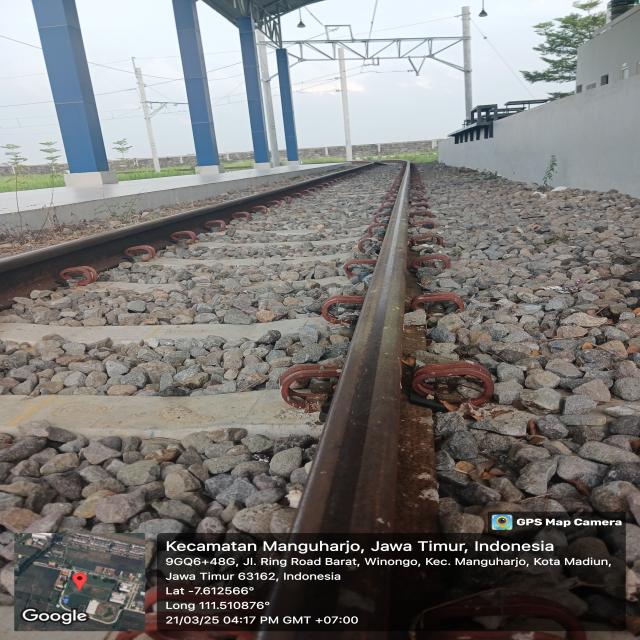 GPS Map Camera
Kecamatan Manguharjo, Jawa Timur, Indonesia
9GQ6+48G, Jl. Ring Road Barat, Winongo, Kec. Manguharjo, Kota Madiun,
Jawa Timur 63162, Indonesia
Lat -7.612566°
Long 111.510876°
21/03/25 04:17 PM GMT +07:00
Google